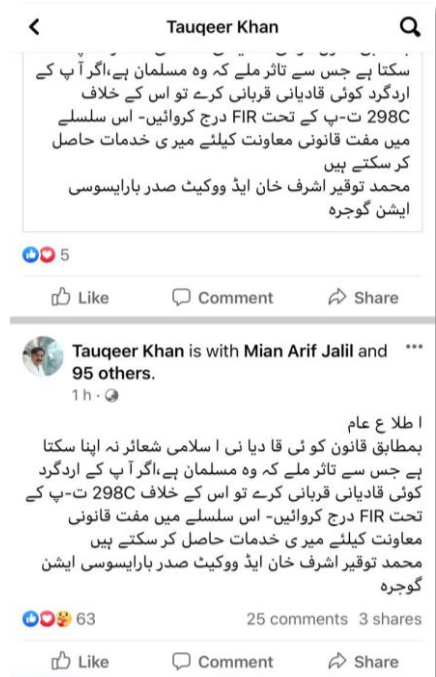 Tauqeer Khan
سکتا ہے جس سے تاثر ملے کہ وہ مسلمان ہے،اگر آ پ کے
اردگرد کوئی قادیانی قربانی کرے تو اس کے خلاف
298C ت-پ کے تحت FIR درج کروائیں- اس سلسلے
میں مفت قانونی معاونت کیلئے میر ی خدمات حاصل
کر سکتے ہیں
محمد توقیر اشرف خان ایڈ ووکیٹ صدر بارایسوسی
ایشن گوجرہ
5
Like Comment Share
Tauqeer Khan is with Mian Arif Jalil and
95 others.
1 h ·
ا طلا ع عام
بمطابق قانون کو ئی قا دیا نی ا سلامی شعائر نہ اپنا سکتا
ہے جس سے تاثر ملے کہ وہ مسلمان ہے،اگر آ پ کے اردگرد
کوئی قادیانی قربانی کرے تو اس کے خلاف 298C ت-پ کے
تحت FIR درج کروائیں- اس سلسلے میں مفت قانونی
معاونت کیلئے میر ی خدمات حاصل کر سکتے ہیں
محمد توقیر اشرف خان ایڈ ووکیٹ صدر بارایسوسی ایشن
گوجرہ
63 25 comments 3 shares
Like Comment Share